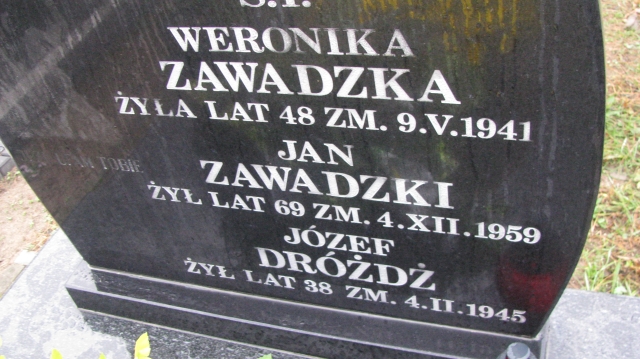 Ś.P.
WERONIKA
ZAWADZKA
ŻYŁA LAT 48 ZM. 9.V.1941
JAN
ZAWADZKI
ŻYŁ LAT 69 ZM. 4.XII.1959
JÓZEF
DRÓŻDŻ
ŻYŁ LAT 38 ZM. 4.II.1945
TOBIE